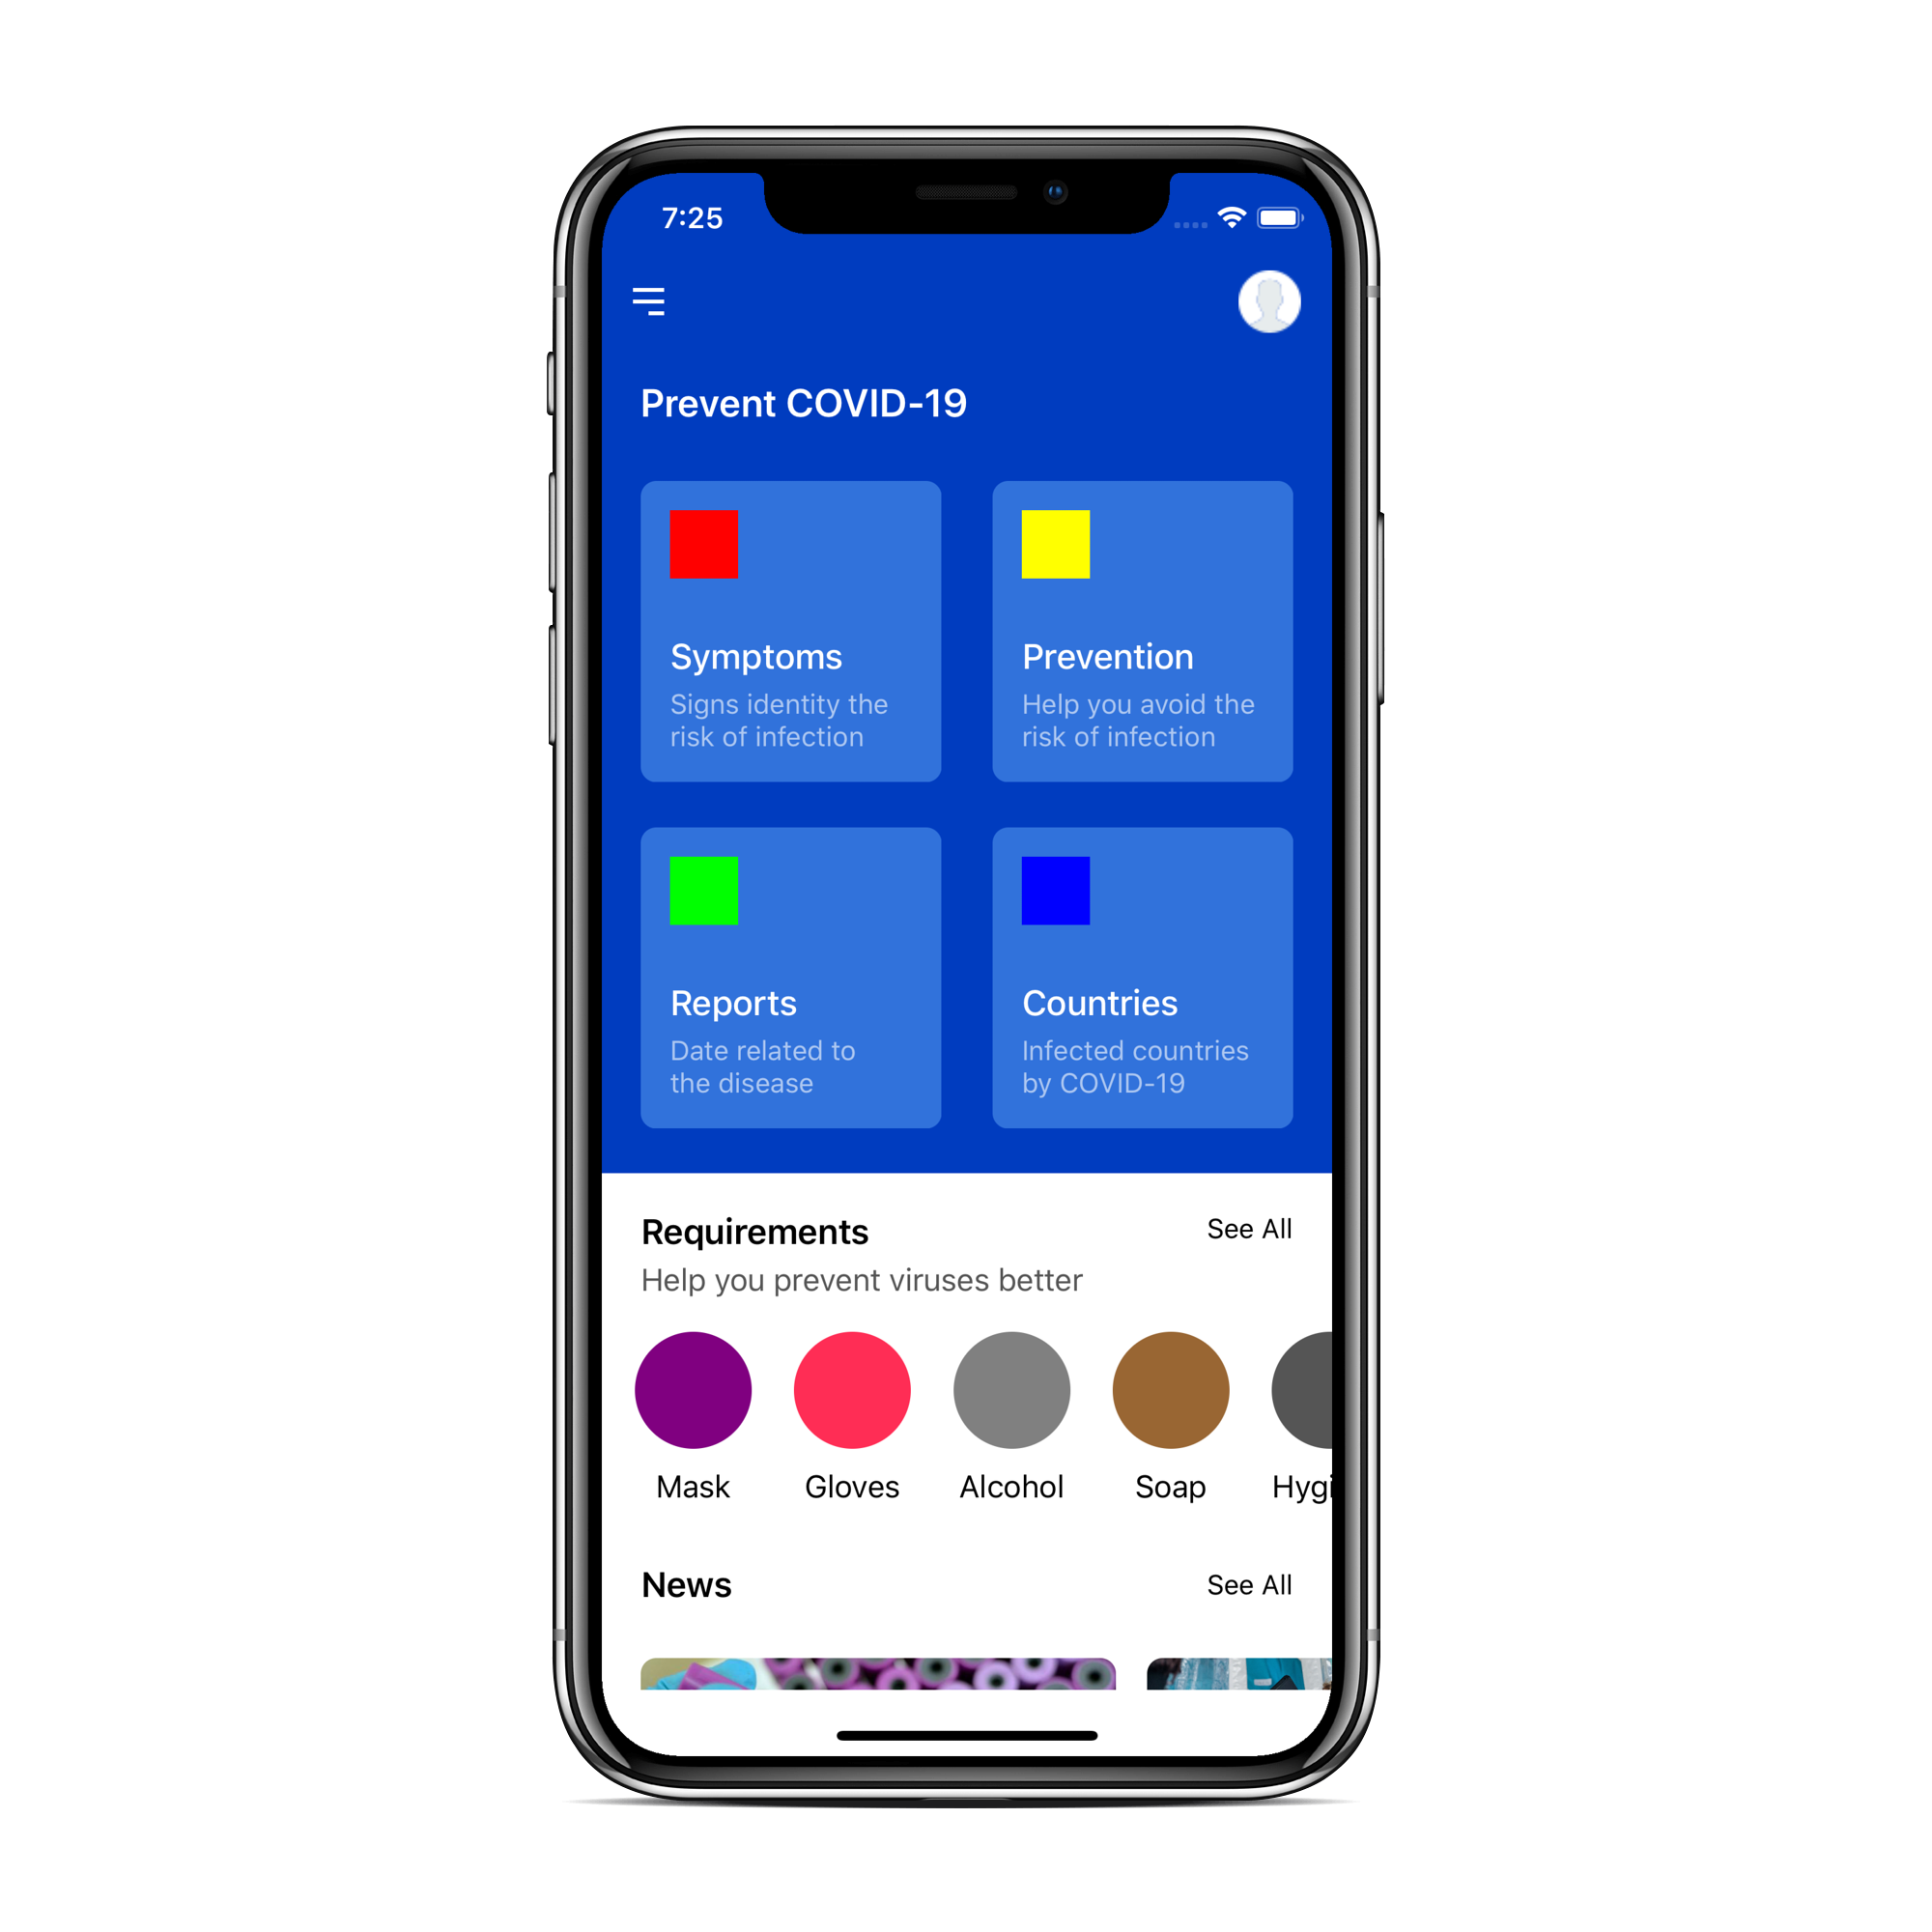 7:25
Prevent COVID-19
Symptoms
Signs identity the
risk of infection
Prevention
Help you avoid the
risk of infection
Reports
Date related to
the disease
Countries
Infected countries
by COVID-19
Requirements
See All
Help you prevent viruses better
Mask
Gloves
Alcohol
Soap
Hygi
News
See All